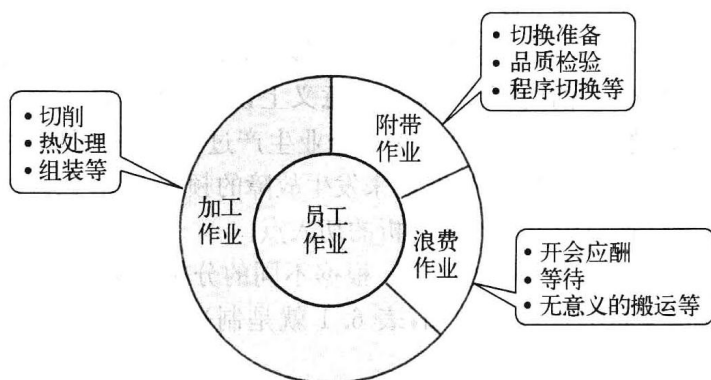 • 切换准备
• 品质检验
• 程序切换等
• 切削
• 热处理
• 组装等
附带
作业
加工
作业
员工
作业
浪费
作业
• 开会应酬
• 等待
• 无意义的搬运等